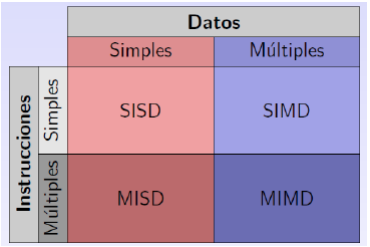 Datos
Simples Múltiples
Instrucciones
Simples
SISD SIMD
Múltiples
MISD MIMD